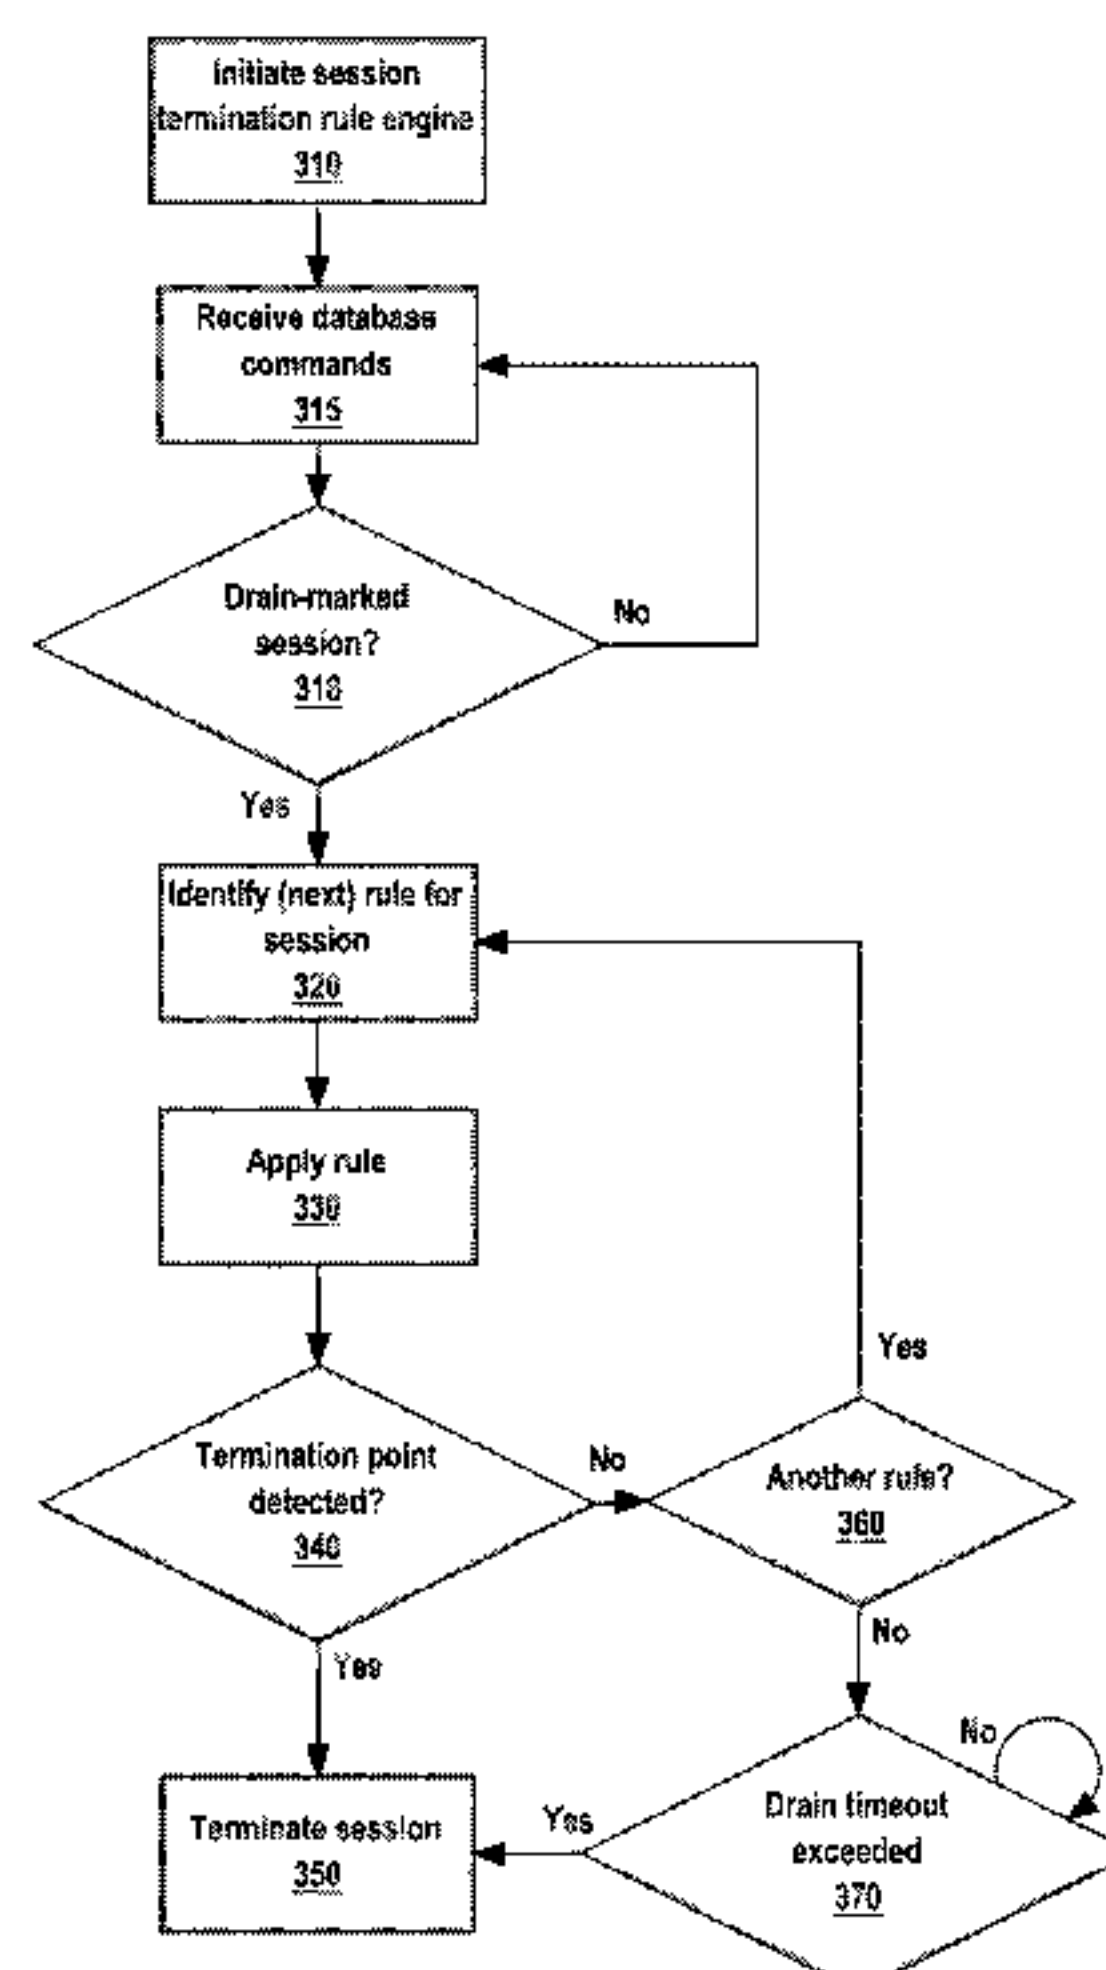 Initiate session
termination rule engine
310
Receive database
commands
315
Drain-marked
session?
318
No
Yes
Identify (next) rule for
session
320
Apply rule
330
Yes
Termination point
detected?
340
No
Another rule?
360
No
Yes
No
Terminate session
350
Yes
Drain timeout
exceeded
370